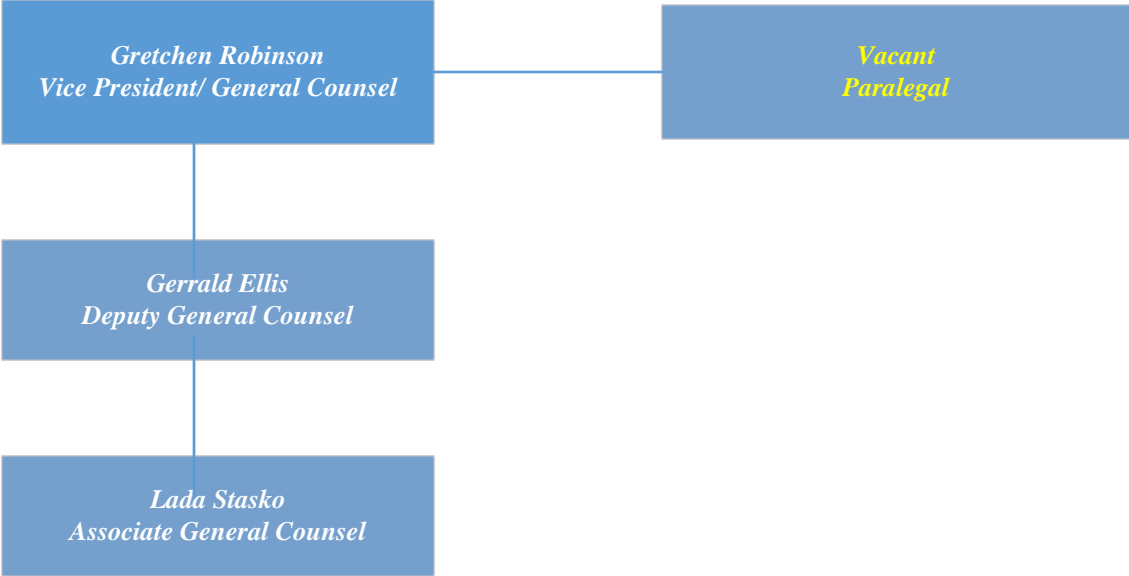 Gretchen Robinson
Vice President/ General Counsel
Vacant
Paralegal
Gerrald Ellis
Deputy General Counsel
Lada Stasko
Associate General Counsel